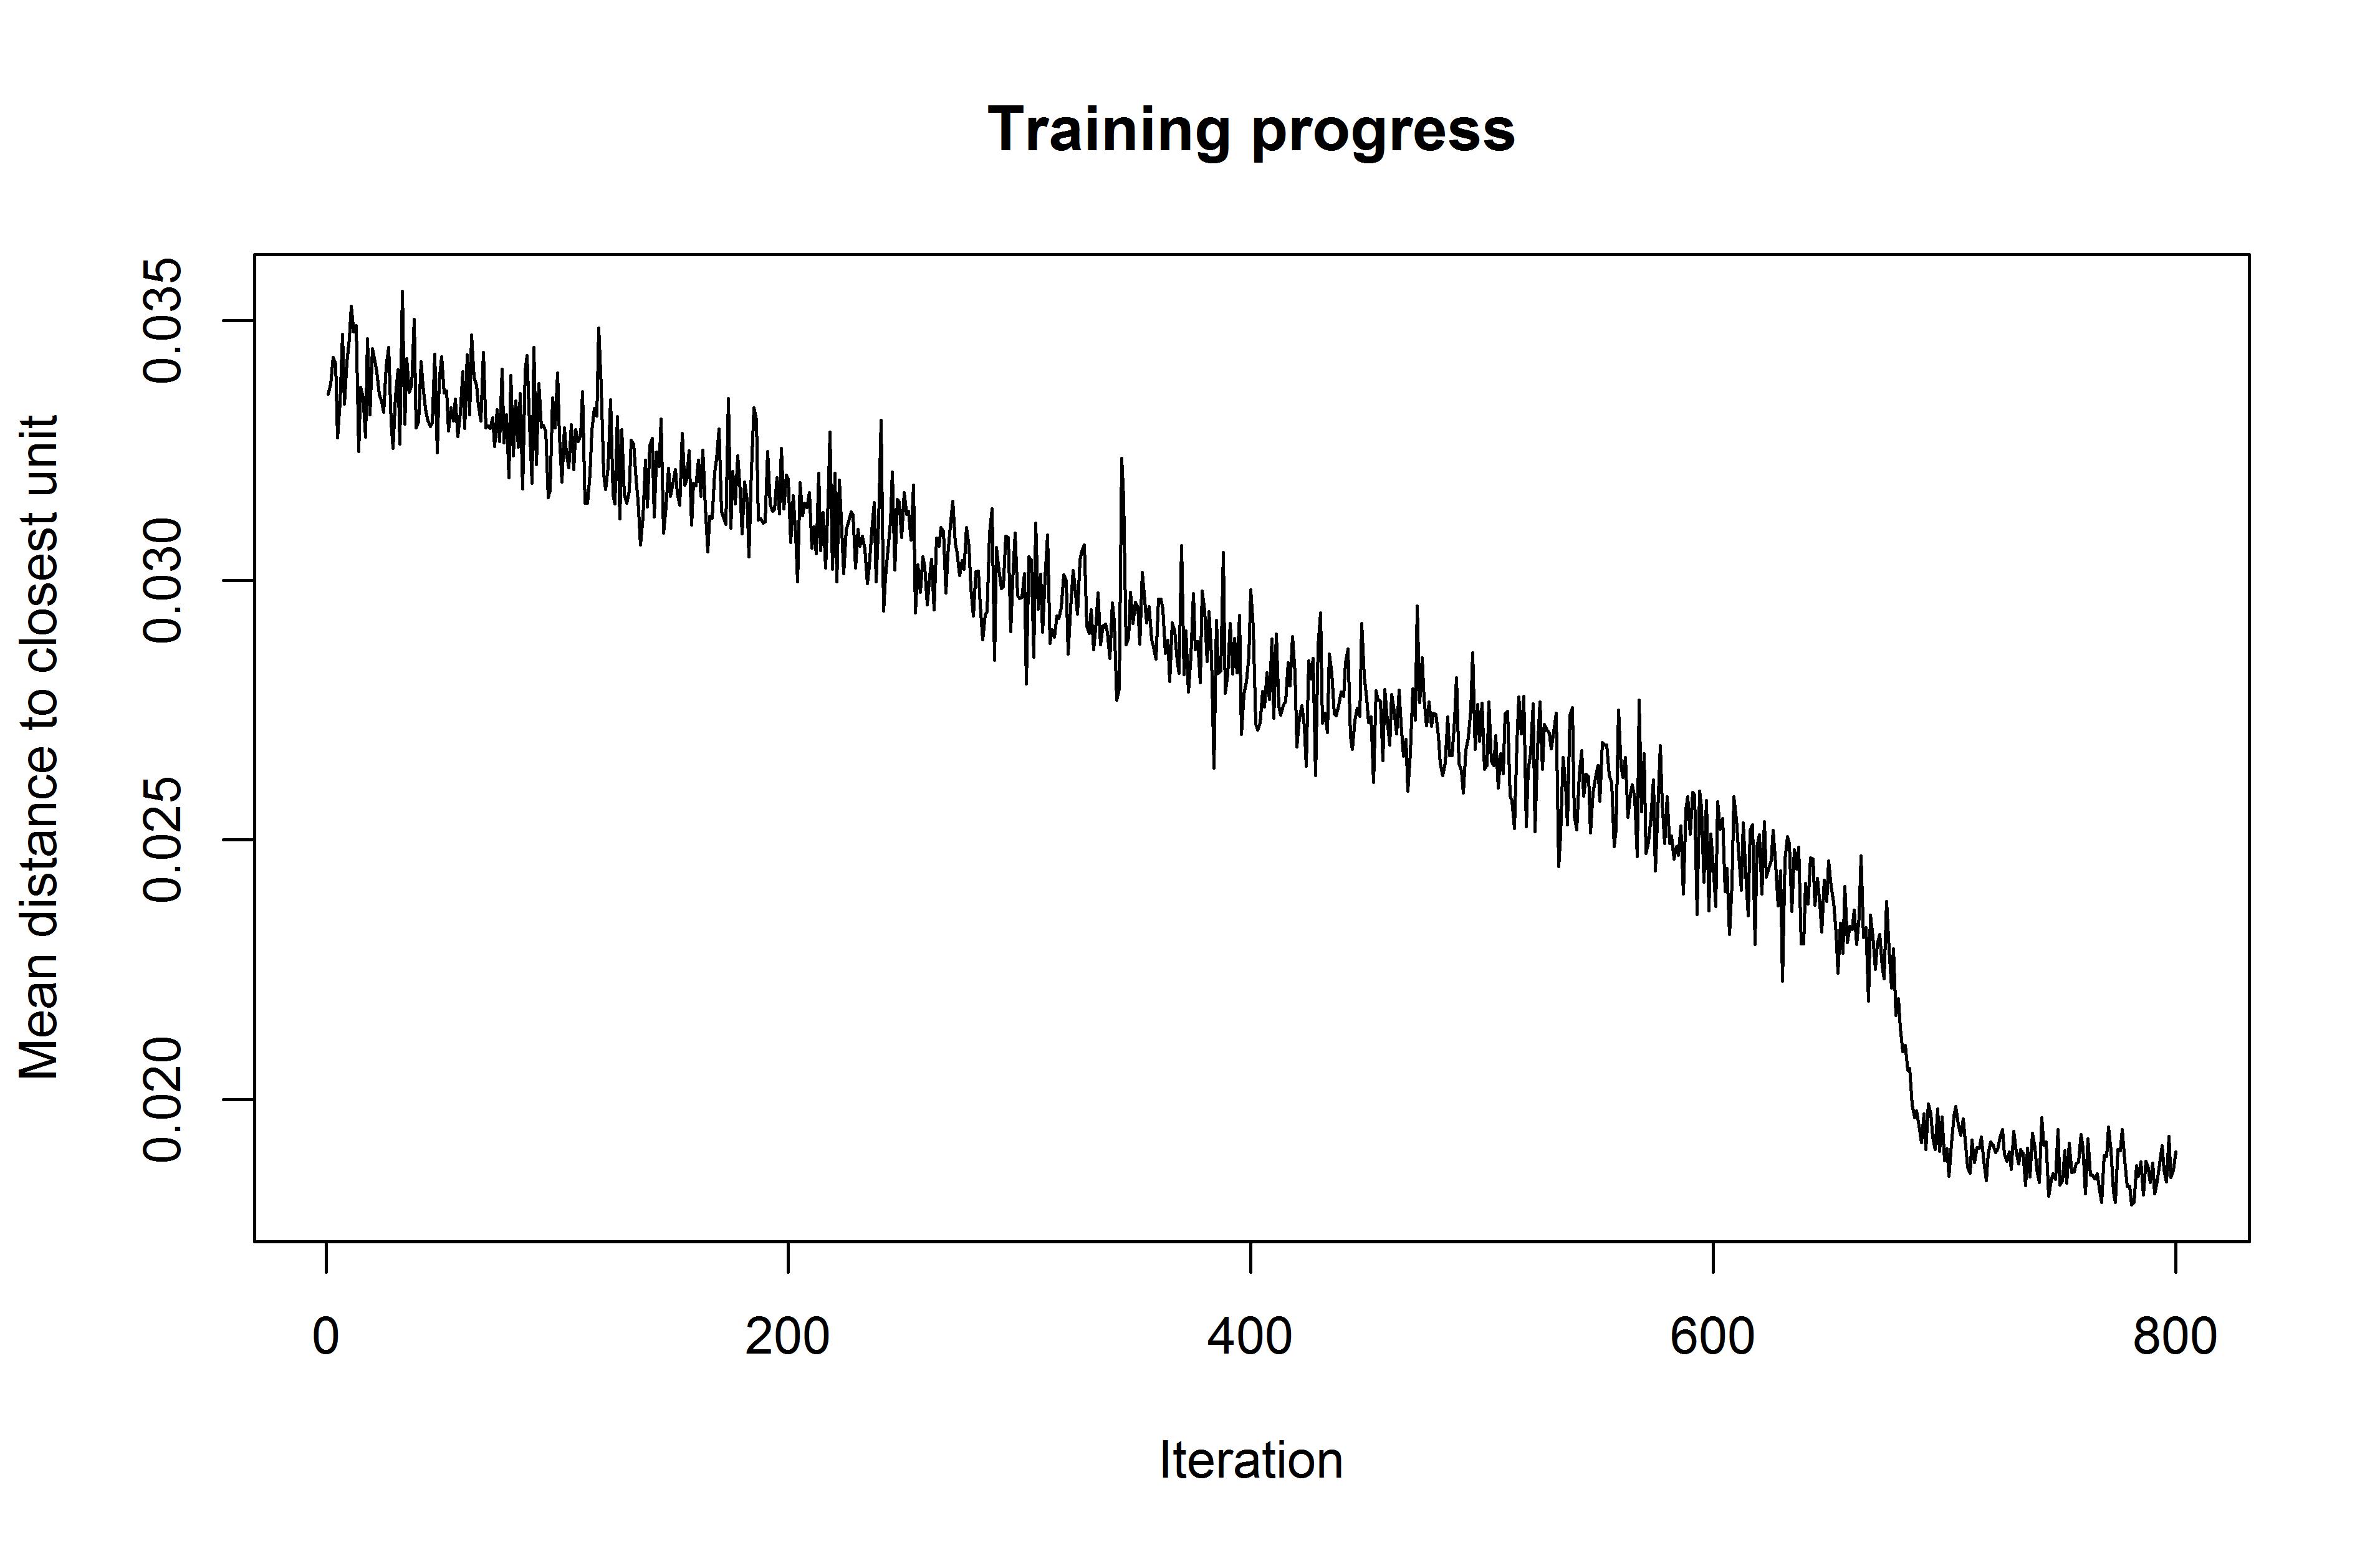 Training progress
Mean distance to closest unit
0.035
0.030
0.025
0.020
0 200 400 600 800
Iteration